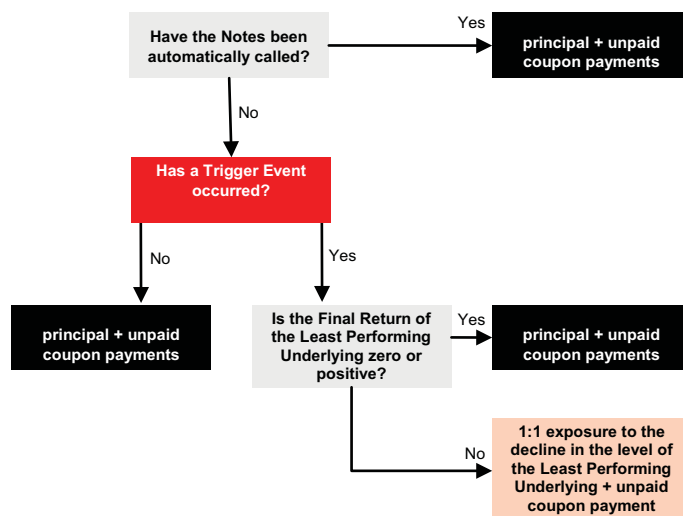 Have the Notes been
automatically called?
Yes
principal + unpaid
coupon payments
No
Has a Trigger Event
occurred?
No
Yes
principal + unpaid
coupon payments
Is the Final Return of
the Least Performing
Underlying zero or
positive?
Yes
principal + unpaid
coupon payments
No
1:1 exposure to the
decline in the level of
the Least Performing
Underlying + unpaid
coupon payment